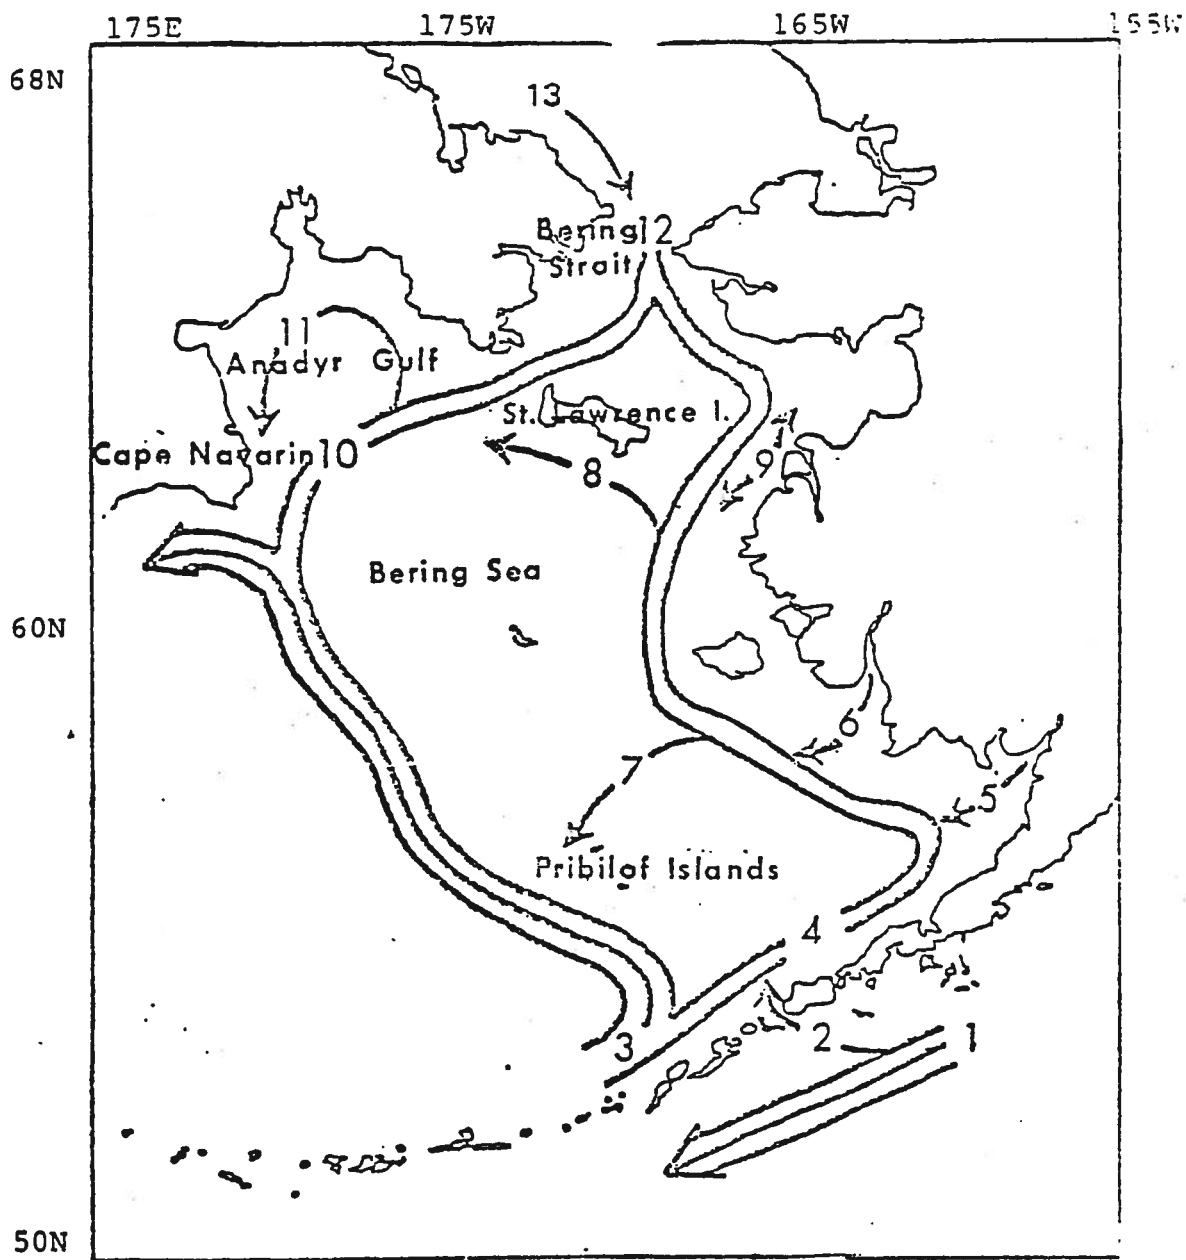 175E 175W 165W 155W
68N
13
Bering 12
Strait
11
Anadyr Gulf
St. Lawrence I.
Cape Navarin 10
8
9
Bering Sea
60N
6
7
5
Pribilof Islands
4
3
2
1
50N